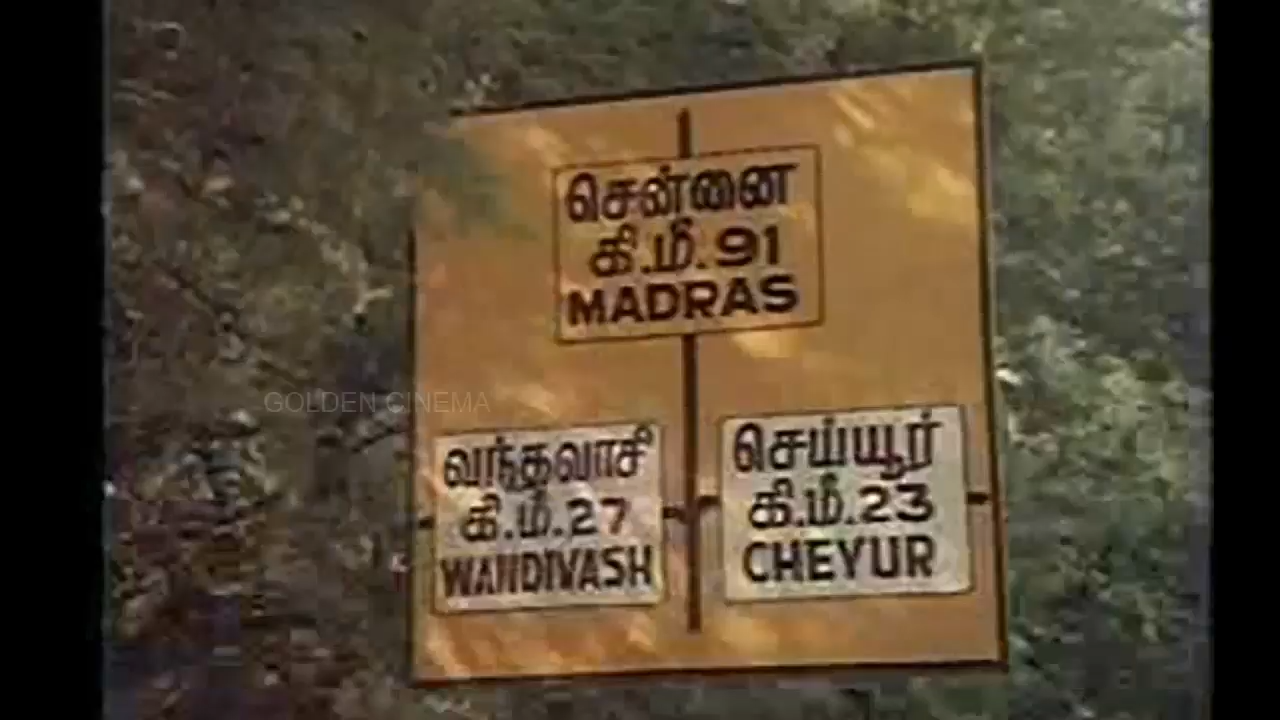 சென்னை
கி.மீ.91
MADRAS
GOLDEN CINEMA
வந்தவாசி
கி.மீ.27
WANDIVASH
செய்யூர்
கி.மீ.23
CHEYUR